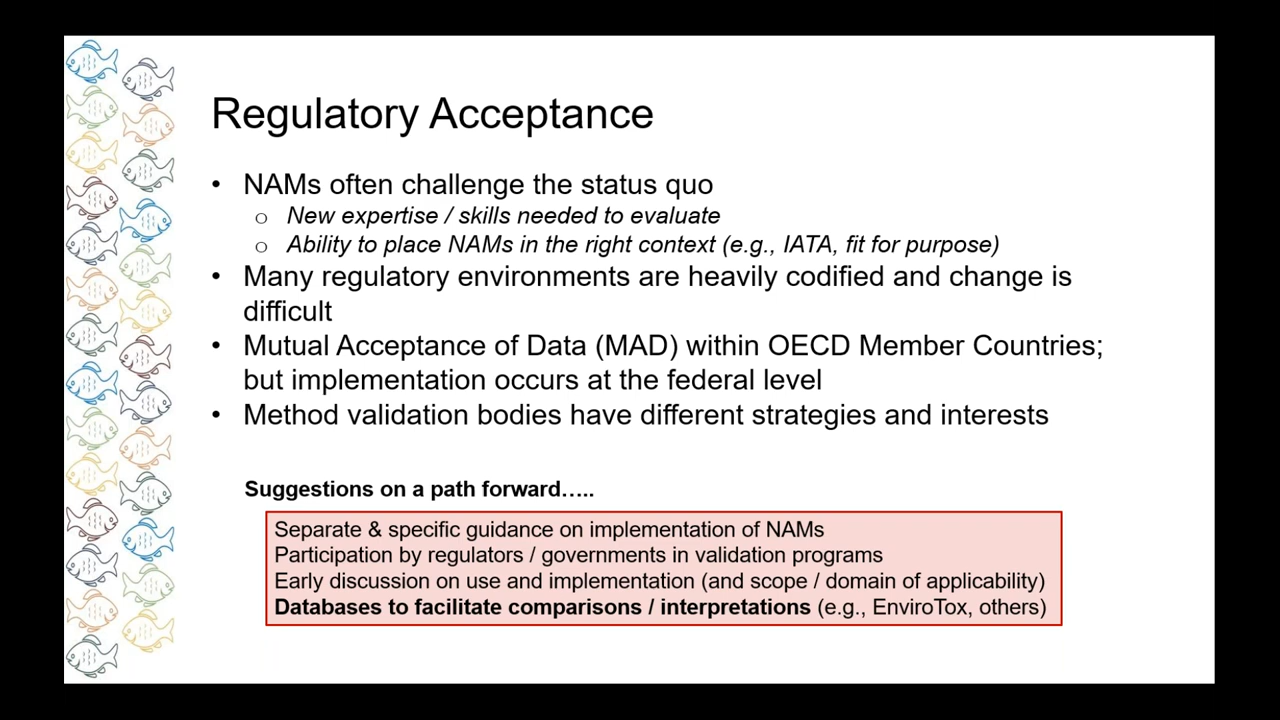 Regulatory Acceptance
• NAMs often challenge the status quo
o New expertise / skills needed to evaluate
o Ability to place NAMs in the right context (e.g., IATA, fit for purpose)
• Many regulatory environments are heavily codified and change is
difficult
• Mutual Acceptance of Data (MAD) within OECD Member Countries;
but implementation occurs at the federal level
• Method validation bodies have different strategies and interests
Suggestions on a path forward…..
Separate & specific guidance on implementation of NAMs
Participation by regulators / governments in validation programs
Early discussion on use and implementation (and scope / domain of applicability)
Databases to facilitate comparisons / interpretations (e.g., EnviroTox, others)